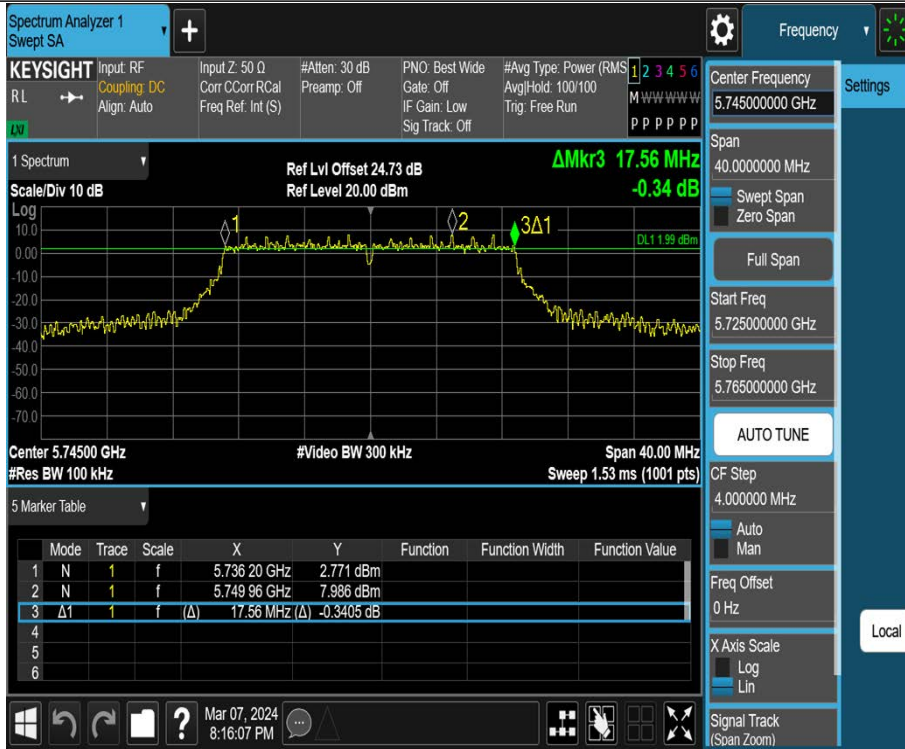 Spectrum Analyzer 1
Swept SA
+
Frequency
KEYSIGHT
Input: RF
Input Z: 50 Ω
#Atten: 30 dB
PNO: Best Wide
#Avg Type: Power (RMS
1 2 3 4 5 6
R L
Coupling: DC
Corr CCorr RCal
Preamp: Off
Gate: Off
Avg|Hold: 100/100
M W W W W W
Align: Auto
Freq Ref: Int (S)
IF Gain: Low
Trig: Free Run
LXI
Sig Track: Off
P P P P P P
1 Spectrum
Scale/Div 10 dB
Ref Lvl Offset 24.73 dB
Ref Level 20.00 dBm
ΔMkr3 17.56 MHz
-0.34 dB
Log
1
2
3Δ1
DL1 1.99 dBm
10.0
0.00
-10.0
-20.0
-30.0
-40.0
-50.0
-60.0
-70.0
Center 5.74500 GHz
#Video BW 300 kHz
Span 40.00 MHz
#Res BW 100 kHz
Sweep 1.53 ms (1001 pts)
5 Marker Table
Mode Trace Scale X Y Function Function Width Function Value
1 N 1 f 5.736 20 GHz 2.771 dBm
2 N 1 f 5.749 96 GHz 7.986 dBm
3 Δ1 1 f (Δ) 17.56 MHz (Δ) -0.3405 dB
4
5
6
?
Mar 07, 2024
8:16:07 PM
Center Frequency
5.745000000 GHz
Settings
Span
40.0000000 MHz
Swept Span
Zero Span
Full Span
Start Freq
5.725000000 GHz
Stop Freq
5.765000000 GHz
AUTO TUNE
CF Step
4.000000 MHz
Auto
Man
Freq Offset
0 Hz
Local
X Axis Scale
Log
Lin
Signal Track
(Span Zoom)